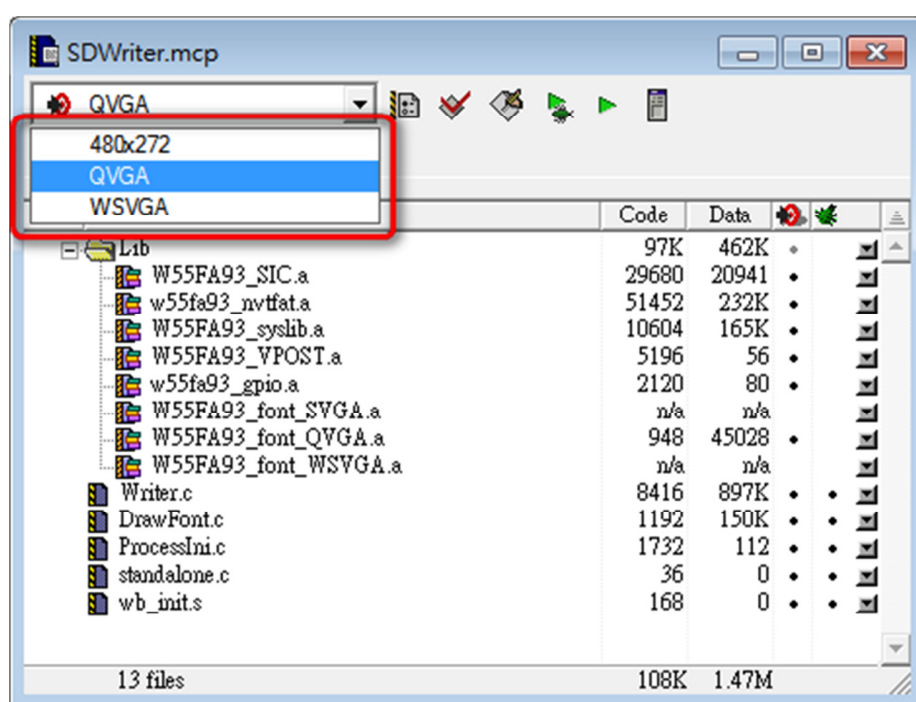 SDWriter.mcp
QVGA
480x272
QVGA
WSVGA
Code Data
Lib 97K 462K
W55FA93_SIC.a 29680 20941
w55fa93_nvtfat.a 51452 232K
W55FA93_syslib.a 10604 165K
W55FA93_VPOST.a 5196 56
w55fa93_gpio.a 2120 80
W55FA93_font_SVGA.a n/a n/a
W55FA93_font_QVGA.a 948 45028
W55FA93_font_WSVGA.a n/a n/a
Writer.c 8416 897K
DrawFont.c 1192 150K
ProcessIni.c 1732 112
standalone.c 36 0
wb_init.s 168 0
13 files 108K 1.47M